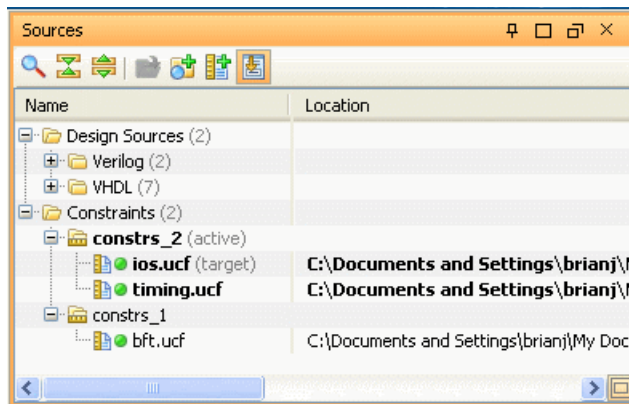 Sources
Name Location
Design Sources (2)
Verilog (2)
VHDL (7)
Constraints (2)
constrs_2 (active)
ios.ucf (target) C:\Documents and Settings\brianj\
timing.ucf C:\Documents and Settings\brianj\
constrs_1
bft.ucf C:\Documents and Settings\brianj\My Doc